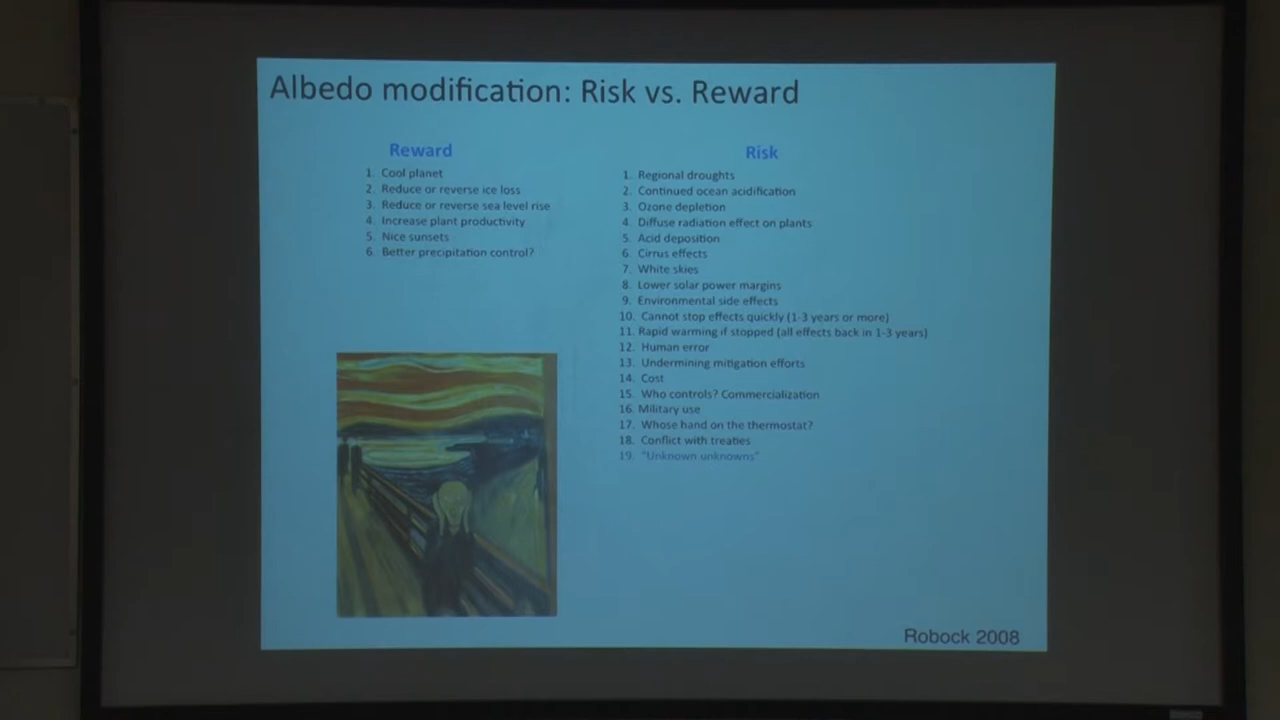 Albedo modification: Risk vs. Reward
Reward
1. Cool planet
2. Reduce or reverse ice loss
3. Reduce or reverse sea level rise
4. Increase plant productivity
5. Nice sunsets
6. Better precipitation control?
Risk
1. Regional droughts
2. Continued ocean acidification
3. Ozone depletion
4. Diffuse radiation effect on plants
5. Acid deposition
6. Cirrus effects
7. White skies
8. Lower solar power margins
9. Environmental side effects
10. Cannot stop effects quickly (1-3 years or more)
11. Rapid warming if stopped (all effects back in 1-3 years)
12. Human error
13. Undermining mitigation efforts
14. Cost
15. Who controls? Commercialization
16. Military use
17. Whose hand on the thermostat?
18. Conflict with treaties
19. "Unknown unknowns"
Robock 2008